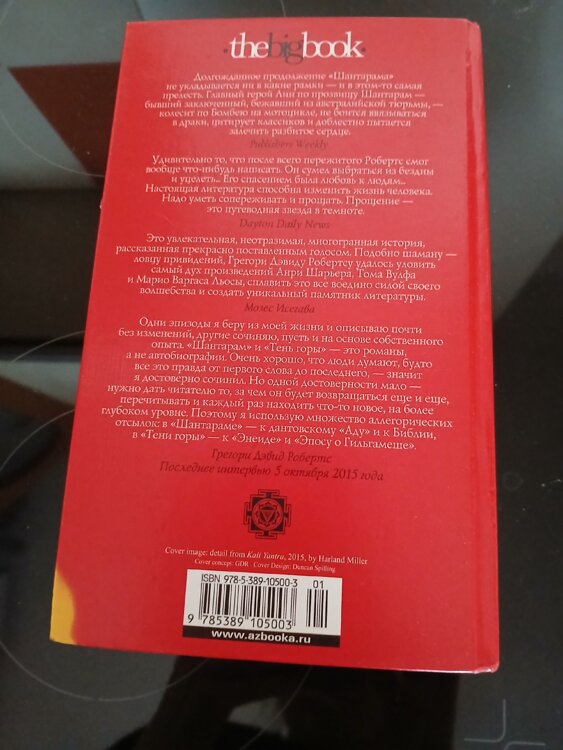 ·thebigbook·
Долгожданное продолжение «Шантарама»
не укладывается ни в какие рамки — и в этом-то самая
прелесть. Главный герой Лин по прозвищу Шантарам —
бывший заключенный, бежавший из австралийской тюрьмы, —
колесит по Бомбею на мотоцикле, не боится ввязываться
в драки, цитирует классиков и доблестно пытается
залечить разбитое сердце.
Publishers Weekly
Удивительно то, что после всего пережитого Робертс смог
вообще что-нибудь написать. Он сумел выбраться из бездны
и уцелеть... Его спасением была любовь к людям...
Настоящая литература способна изменить жизнь человека.
Надо уметь сопереживать и прощать. Прощение —
это путеводная звезда в темноте.
Dayton Daily News
Это увлекательная, неотразимая, многогранная история,
рассказанная прекрасно поставленным голосом. Подобно шаману —
ловцу привидений, Грегори Дэвиду Робертсу удалось уловить
самый дух произведений Анри Шарьера, Тома Вулфа
и Марио Варгаса Льосы, сплавить это все воедино силой своего
волшебства и создать уникальный памятник литературы.
Мозес Исегава
Одни эпизоды я беру из моей жизни и описываю почти
без изменений, другие сочиняю, пусть и на основе собственного
опыта. «Шантарам» и «Тень горы» — это романы,
а не автобиографии. Очень хорошо, что люди думают, будто
все это правда от первого слова до последнего, — значит
я достоверно сочинил. Но одной достоверности мало —
нужно дать читателю то, за чем он будет возвращаться еще и еще,
перечитывать и каждый раз находить что-то новое, на более
глубоком уровне. Поэтому я использую множество аллегорических
отсылок: в «Шантараме» — к дантовскому «Аду» и к Библии,
в «Тени горы» — к «Энеиде» и «Эпосу о Гильгамеше».
Грегори Дэвид Робертс
Последнее интервью 5 октября 2015 года
Cover image: detail from Kali Yantra, 2015, by Harland Miller
Cover concept: GDR Cover Design: Duncan Spilling
ISBN 978-5-389-10500-3
01
9 785389 105003
www.azbooka.ru